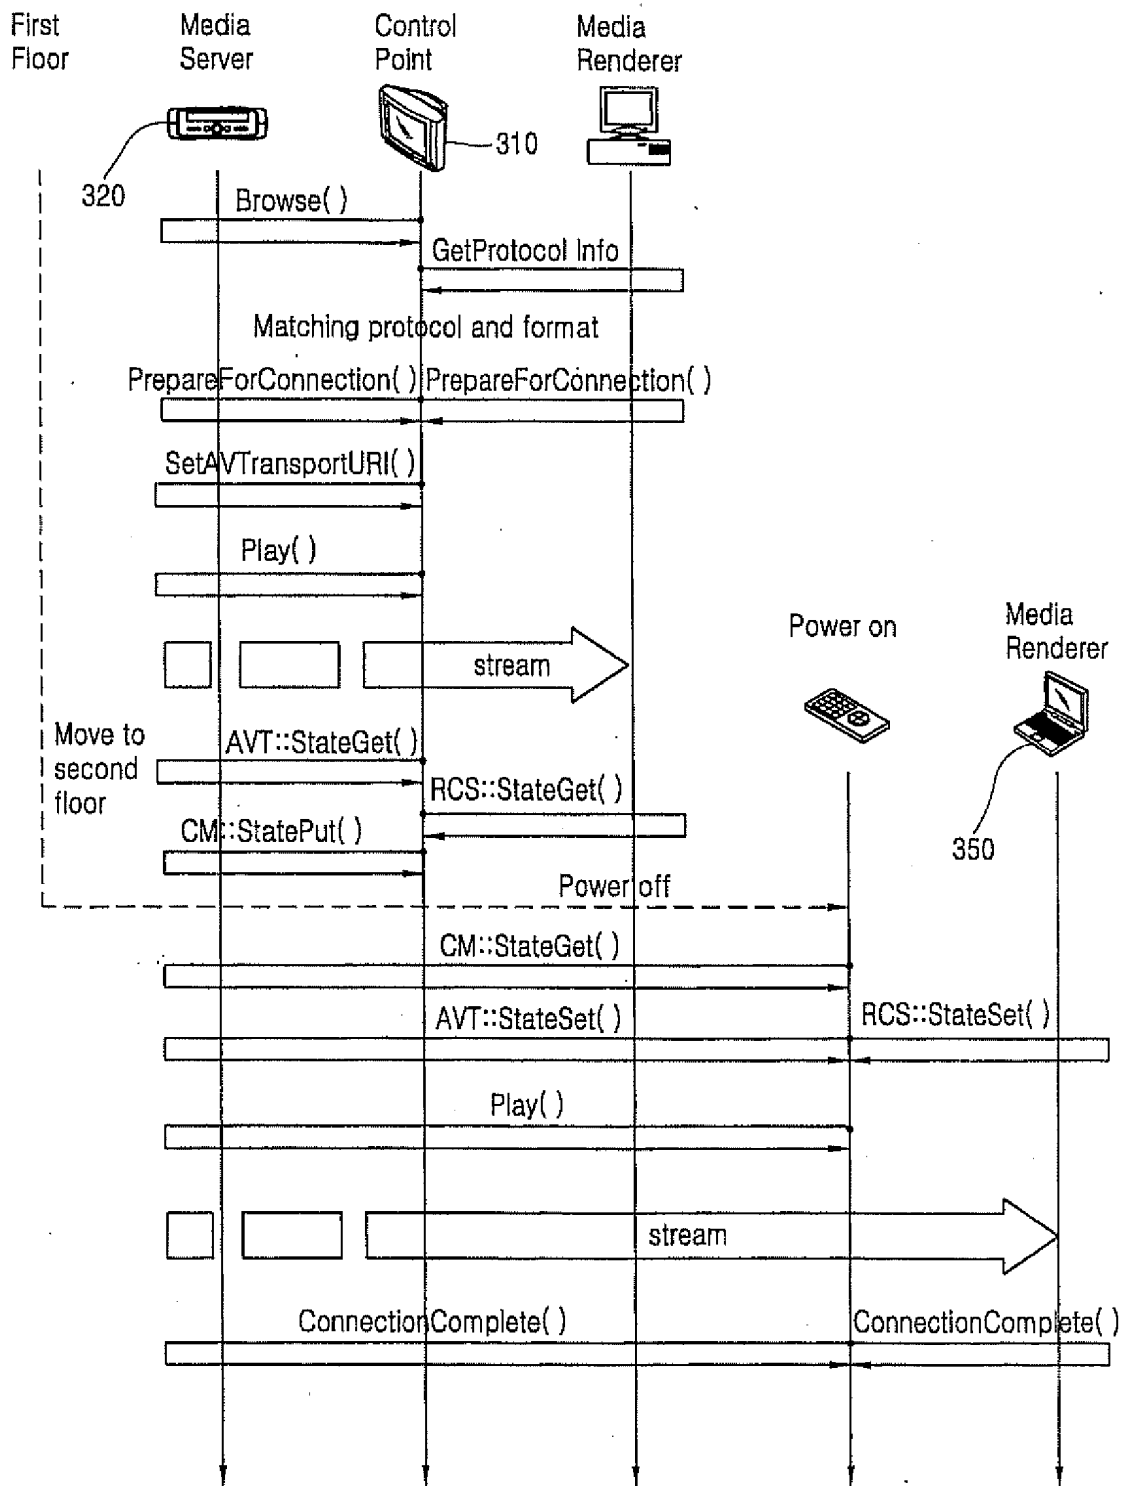 First
Floor
Media
Server
Control
Point
Media
Renderer
310
320
Browse( )
GetProtocol Info
Matching protocol and format
PrepareForConnection( ) PrepareForConnection( )
SetAVTransportURI( )
Play( )
Power on
Media
Renderer
stream
Move to
second
floor
AVT::StateGet( )
RCS::StateGet( )
CM::StatePut( )
350
Power off
CM::StateGet( )
AVT::StateSet( )
RCS::StateSet( )
Play( )
stream
ConnectionComplete( )
ConnectionComplete( )